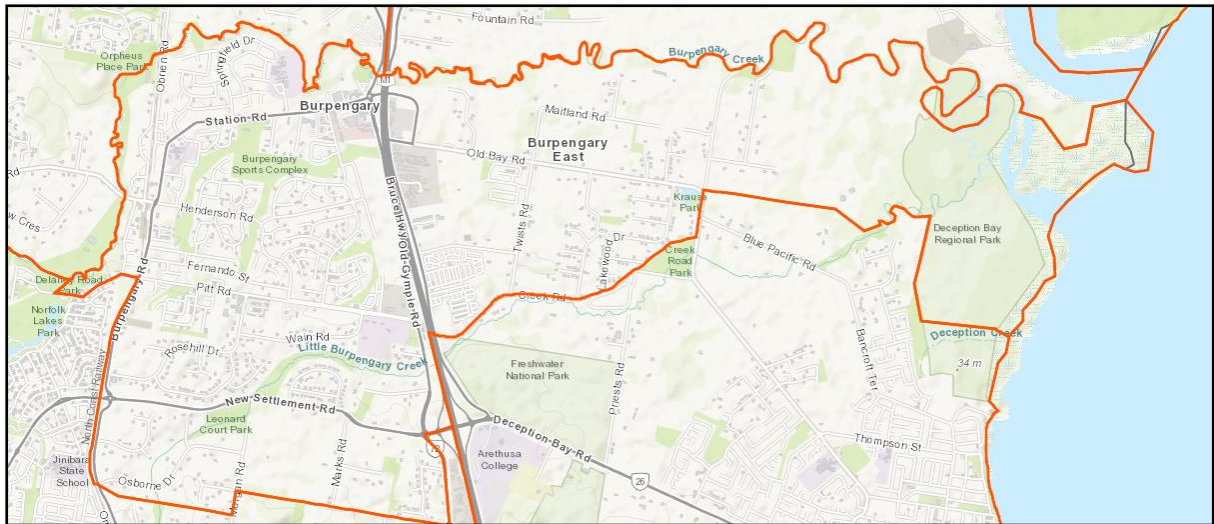 Fountain Rd
Orpheus
Place Park
Obrien Rd
Springfield Dr
Burpengary Creek
M1
Burpengary
Station-Rd
Maitland Rd
Burpengary
East
Old Bay Rd
Burpengary
Sports Complex
Rd
w Cres
Henderson Rd
Bruce Hwy
Old Gympie Rd
Twists Rd
Lakewood
Dr
Krause
Park
Deception Bay
Regional Park
Blue Pacific Rd
Creek
Road
Park
Fernando St
Delaney Road
Park
Pitt Rd
Creek Rd
Norfolk
Lakes
Park
Burpengary Rd
Wain Rd
Rosehill Dr
Little Burpengary Creek
Deception Creek
Bancroft Ter
Freshwater
National Park
34 m
Priests Rd
North Coast Railway
New-Settlement-Rd
Leonard
Court Park
Deception-Bay-Rd
Thompson St
Jinibara
State
School
Arethusa
College
Osborne Dr
Morgan Rd
Marks Rd
26